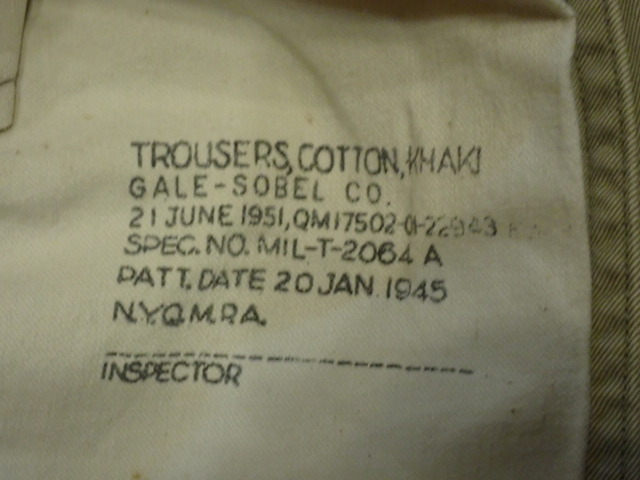 TROUSERS, COTTON, KHAKI
GALE-SOBEL CO.
21 JUNE 1951, QM17502-01-22943
SPEC. NO. MIL-T-2064 A
PATT. DATE 20 JAN. 1945
N.Y.Q.M.P.A.
INSPECTOR